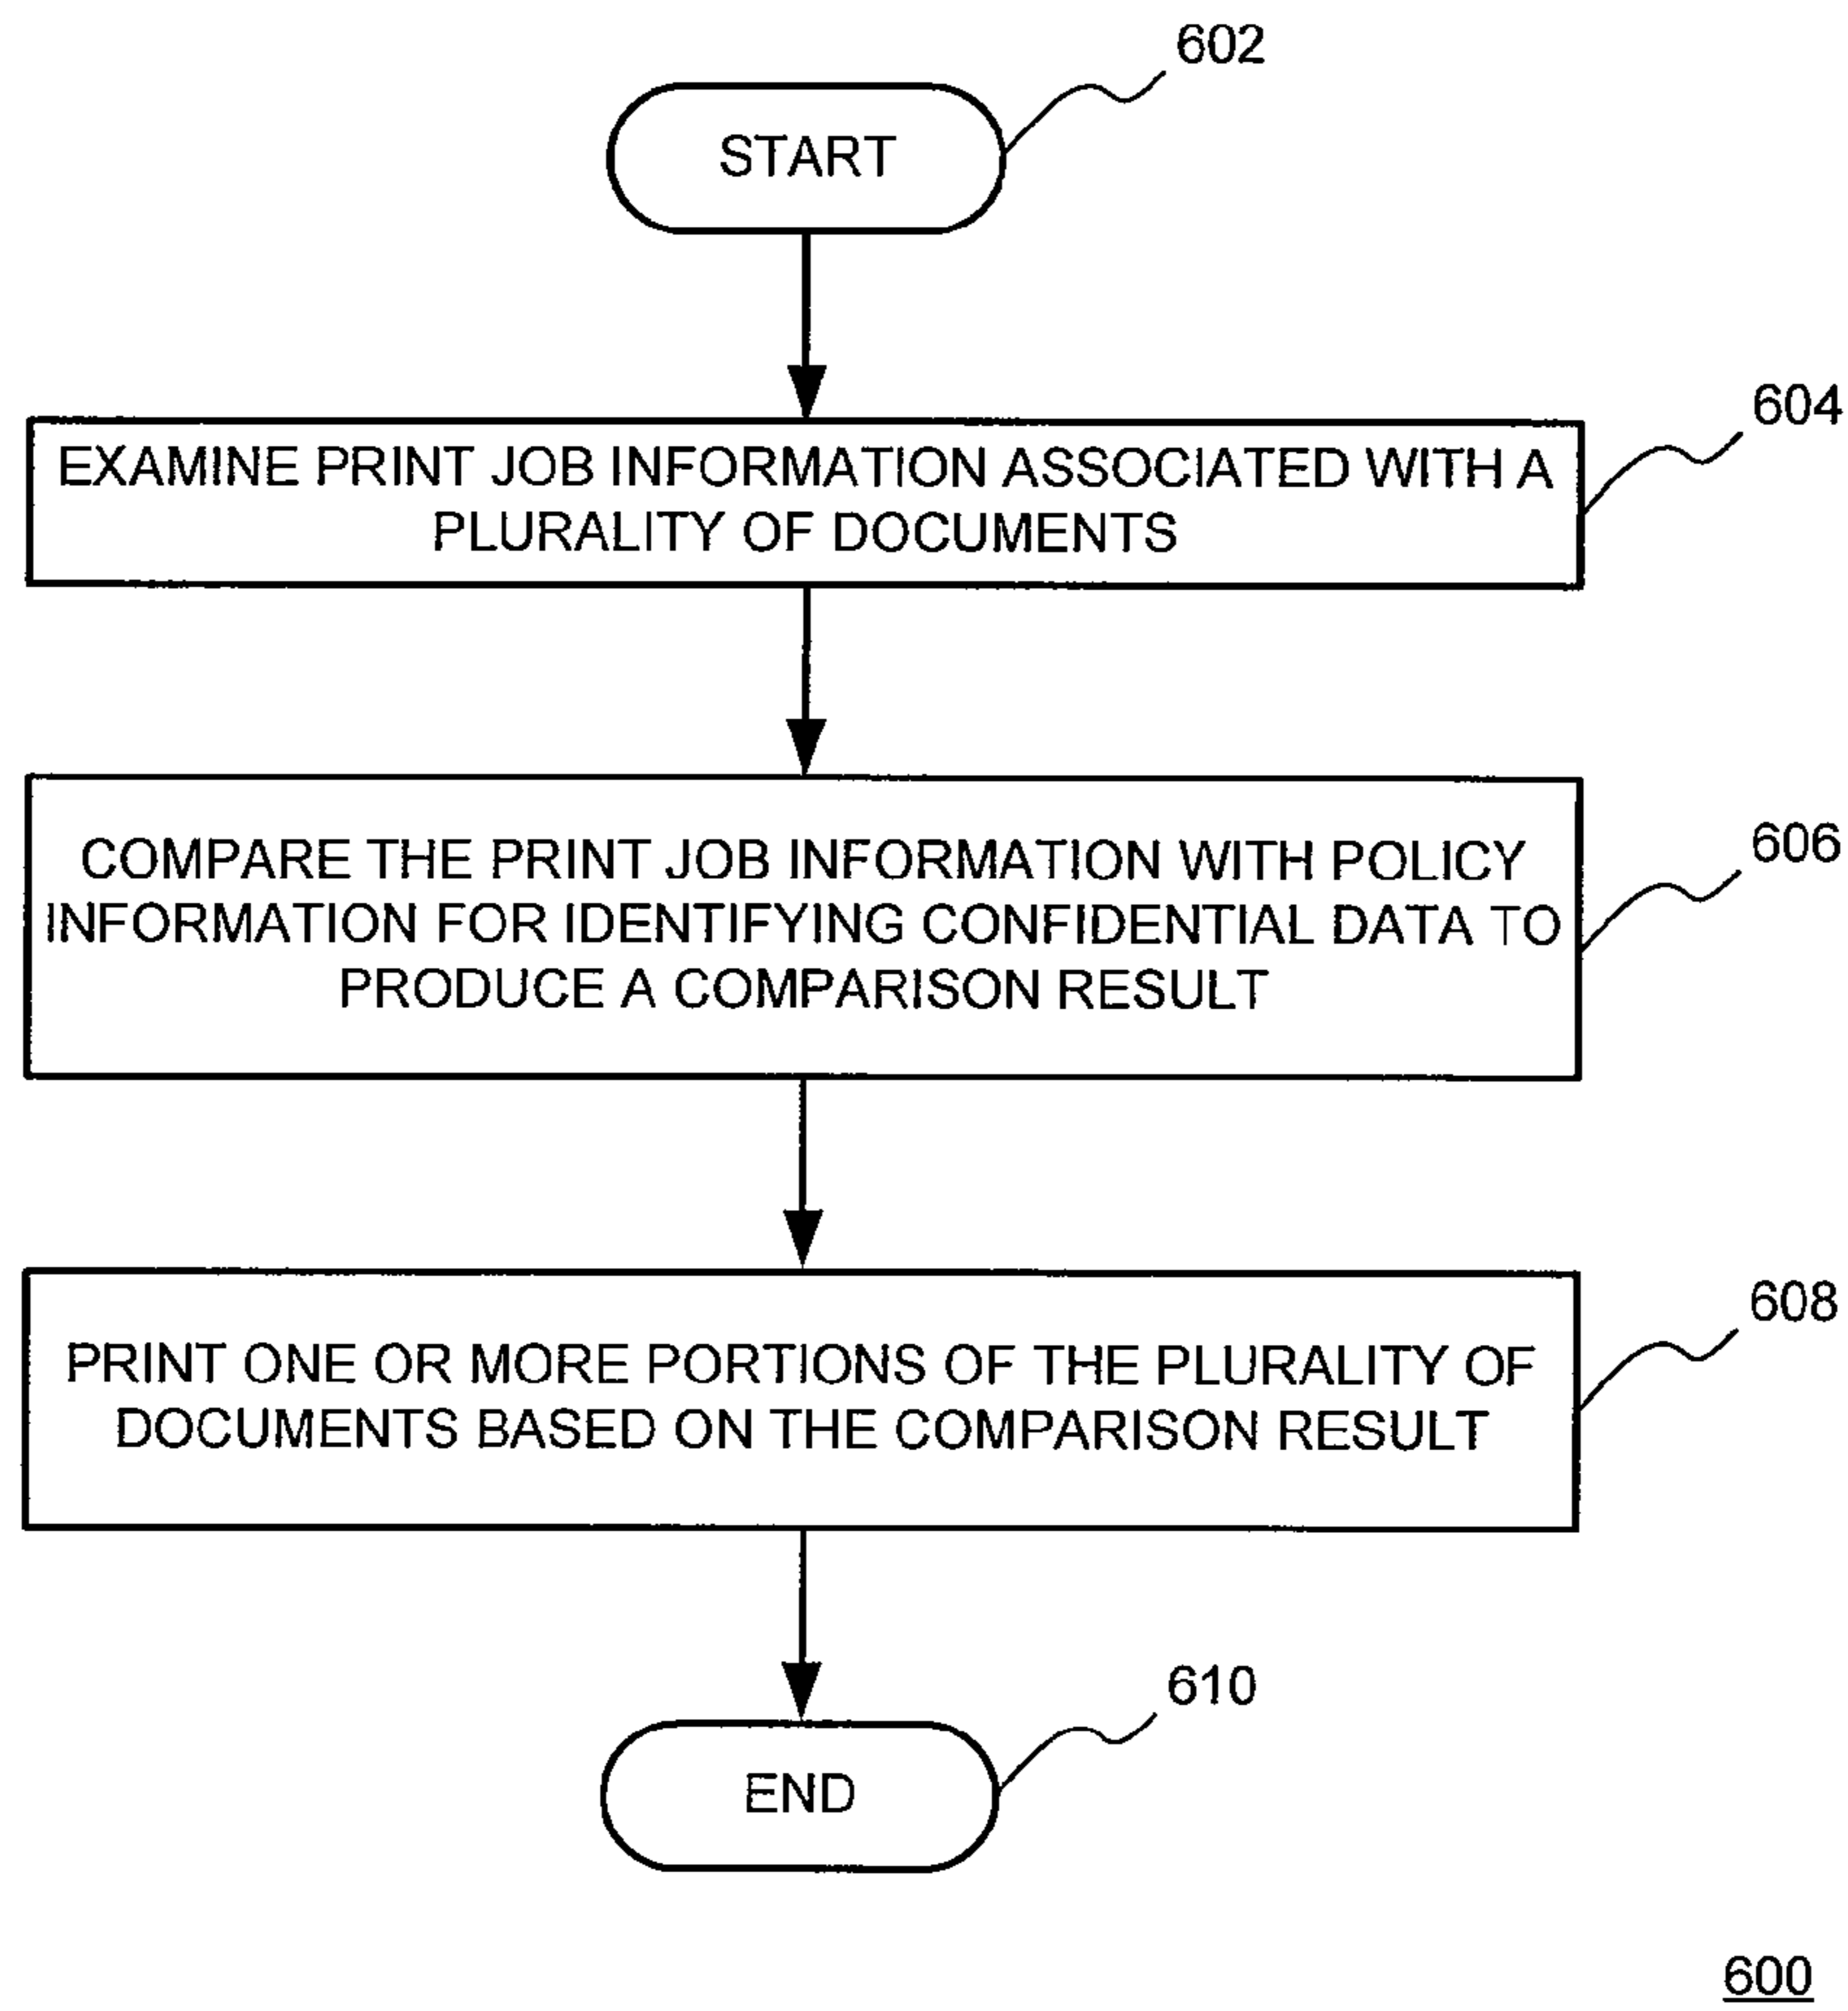 602
START
604
EXAMINE PRINT JOB INFORMATION ASSOCIATED WITH A
PLURALITY OF DOCUMENTS
606
COMPARE THE PRINT JOB INFORMATION WITH POLICY
INFORMATION FOR IDENTIFYING CONFIDENTIAL DATA TO
PRODUCE A COMPARISON RESULT
608
PRINT ONE OR MORE PORTIONS OF THE PLURALITY OF
DOCUMENTS BASED ON THE COMPARISON RESULT
610
END
600